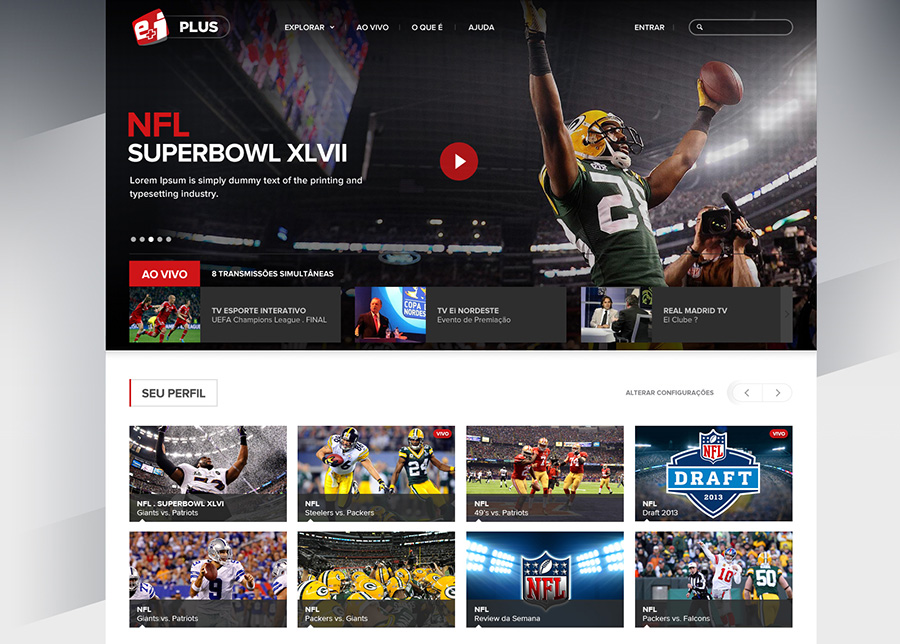 e+i PLUS
EXPLORAR
AO VIVO
O QUE É
AJUDA
ENTRAR
NFL
SUPERBOWL XLVII
Lorem Ipsum is simply dummy text of the printing and
typesetting industry.
AO VIVO
8 TRANSMISSÕES SIMULTÂNEAS
TV ESPORTE INTERATIVO
UEFA Champions League . FINAL
TV EI NORDESTE
Evento de Premiação
REAL MADRID TV
El Clube ?
SEU PERFIL
ALTERAR CONFIGURAÇÕES
NFL . SUPERBOWL XLVI
Giants vs. Patriots
VIVO
24
NFL
Steelers vs. Packers
NFL
49's vs. Patriots
VIVO
NFL
DRAFT
2013
NFL
Draft 2013
9
NFL
Giants vs. Patriots
NFL
Packers vs. Giants
NFL
NFL
Review da Semana
10
50
NFL
Packers vs. Falcons